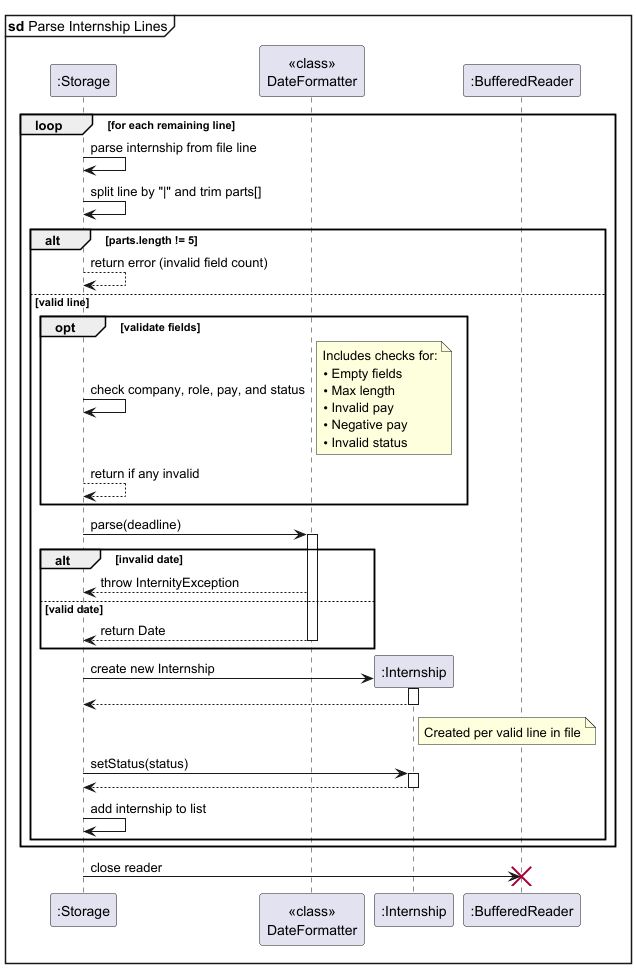 sd Parse Internship Lines
:Storage
«class»
DateFormatter
:BufferedReader
loop [for each remaining line]
parse internship from file line
split line by "|" and trim parts[]
alt [parts.length != 5]
return error (invalid field count)
[valid line]
opt [validate fields]
Includes checks for:
• Empty fields
• Max length
• Invalid pay
• Negative pay
• Invalid status
check company, role, pay, and status
return if any invalid
parse(deadline)
alt [invalid date]
throw InternityException
[valid date]
return Date
create new Internship
:Internship
Created per valid line in file
setStatus(status)
add internship to list
close reader
:Storage
«class»
DateFormatter
:Internship
:BufferedReader